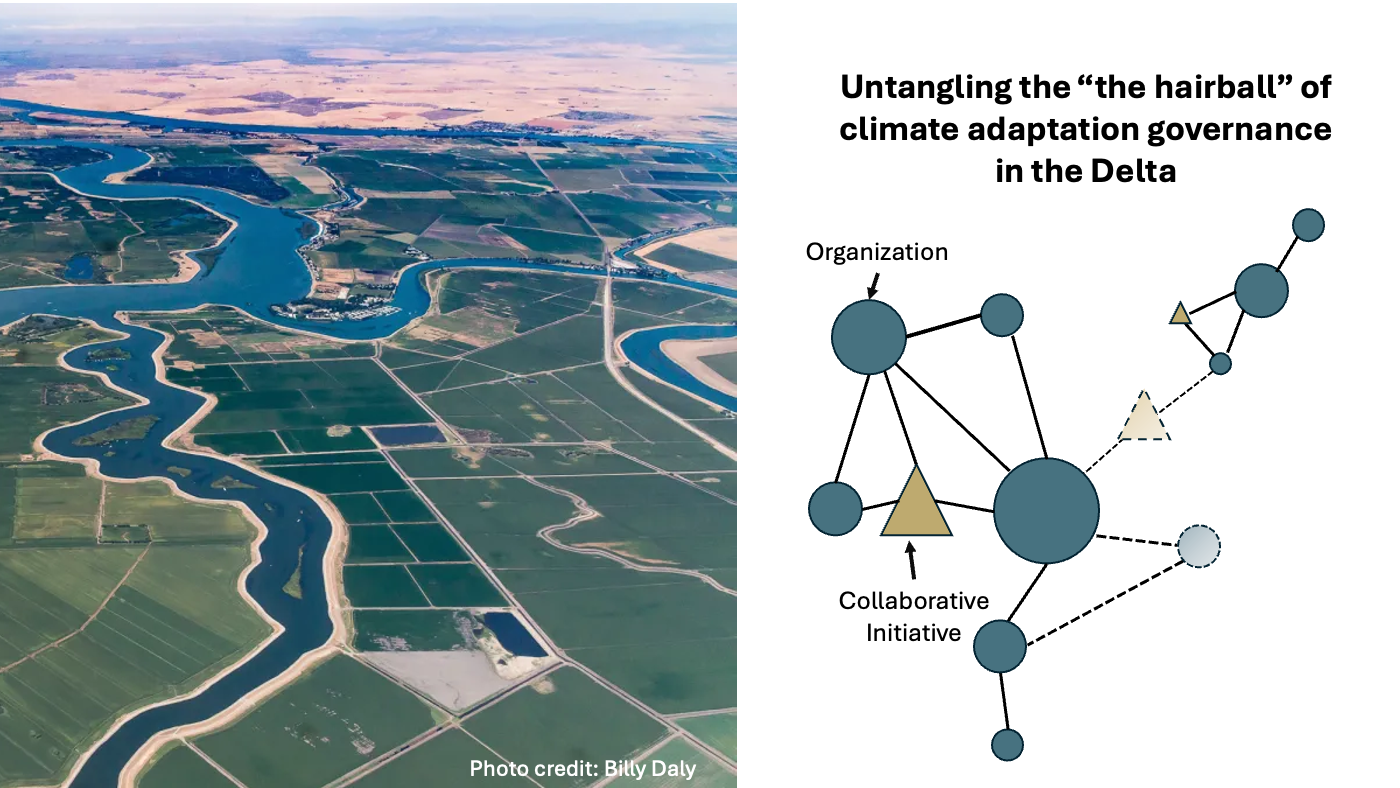 Untangling the “the hairball” of
climate adaptation governance
in the Delta
Organization
Collaborative
Initiative
Photo credit: Billy Daly